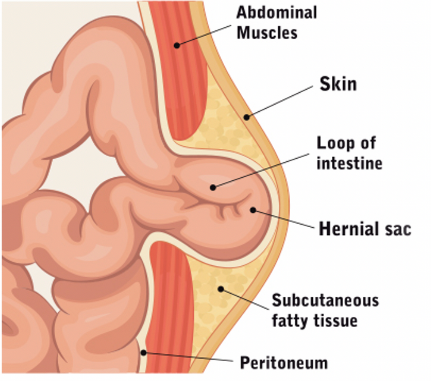 Abdominal
Muscles
Skin
Loop of
intestine
Hernial sac
Subcutaneous
fatty tissue
Peritoneum